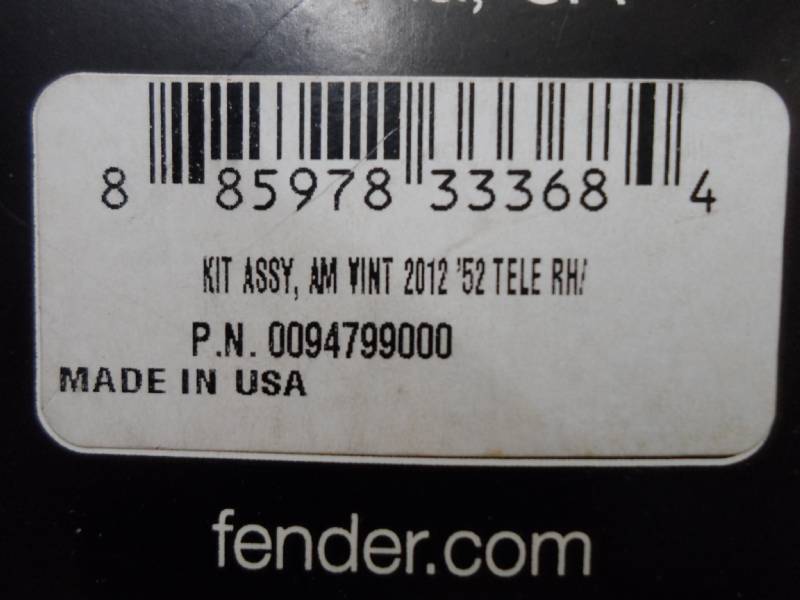 8 85978 33368 4
KIT ASSY, AM VINT 2012 '52 TELE RH/
P.N. 0094799000
MADE IN USA
fender.com